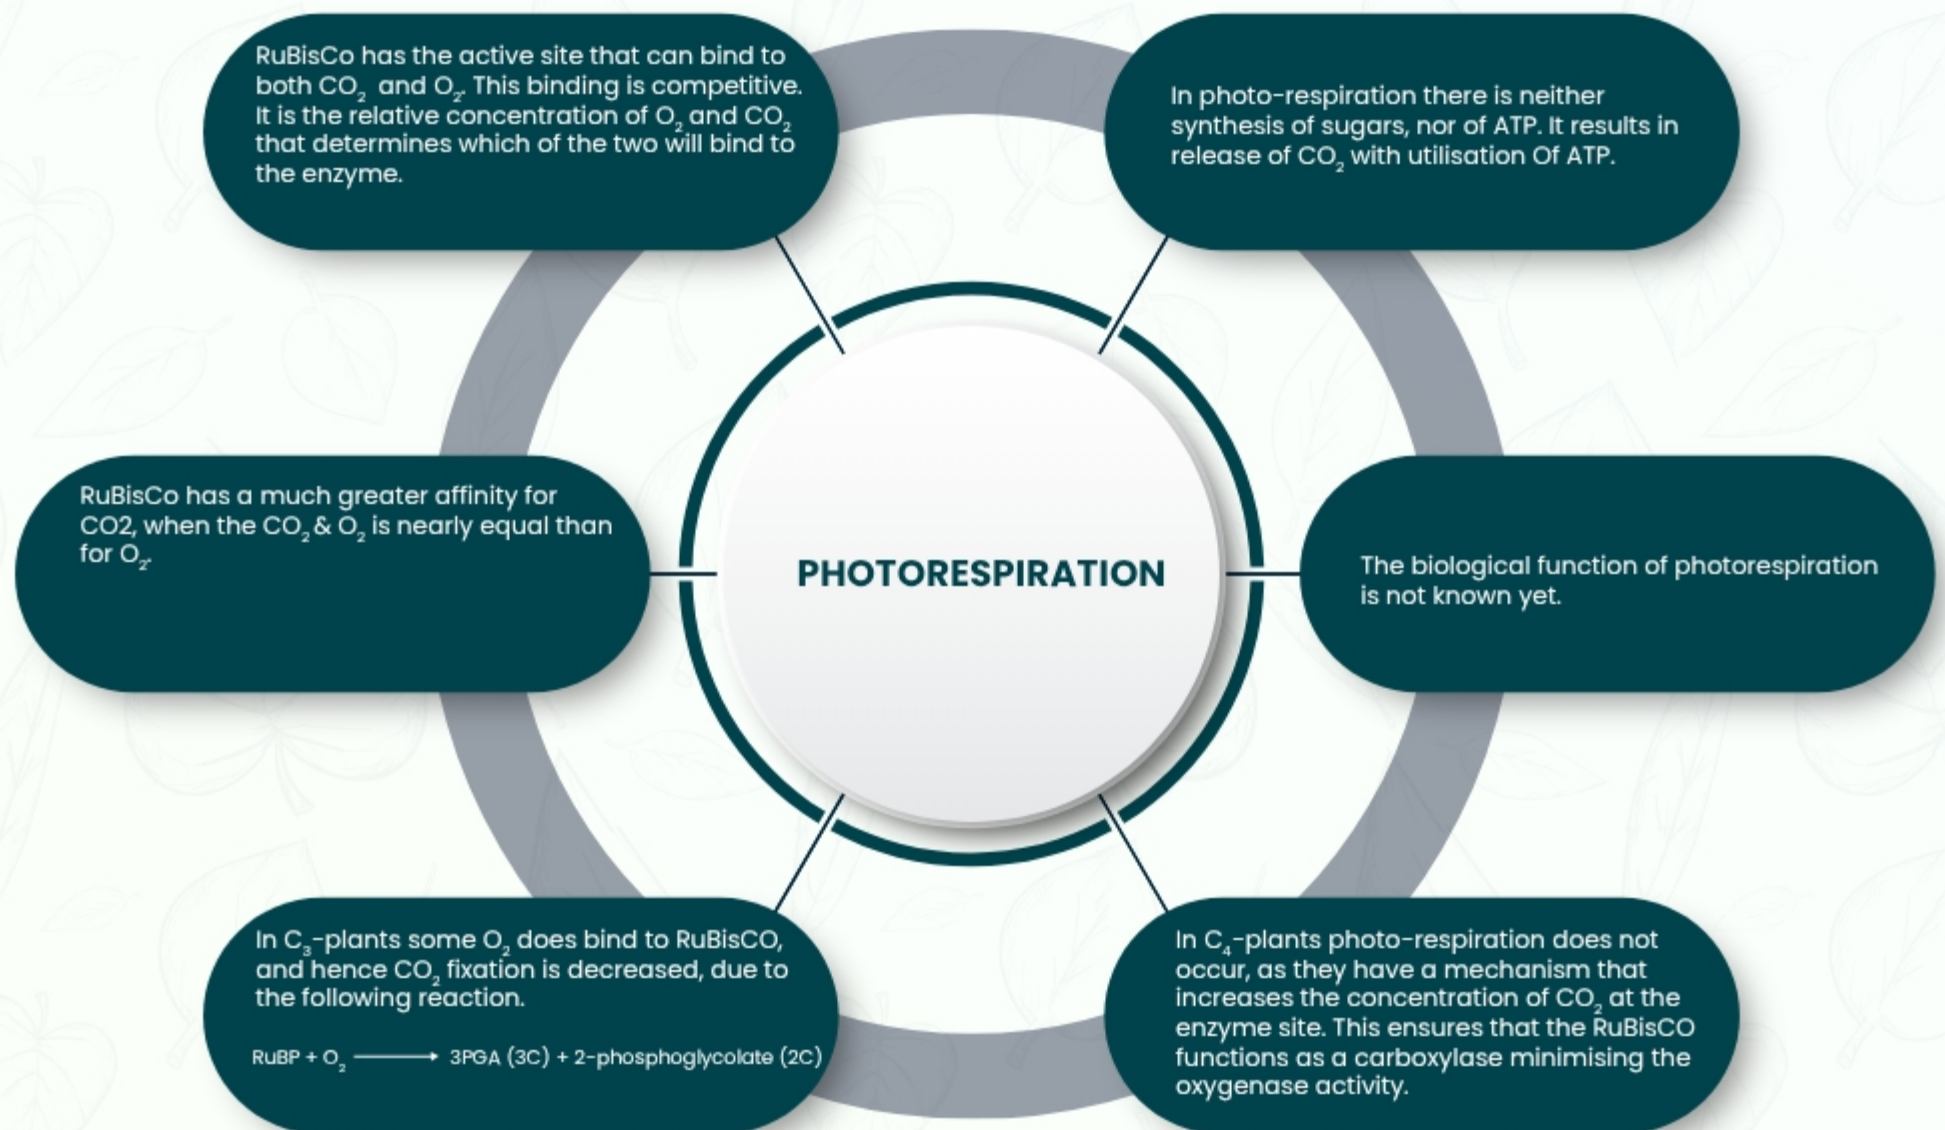 RuBisCo has the active site that can bind to
both CO₂ and O₂. This binding is competitive.
It is the relative concentration of O₂ and CO₂
that determines which of the two will bind to
the enzyme.
In photo-respiration there is neither
synthesis of sugars, nor of ATP. It results in
release of CO₂ with utilisation Of ATP.
RuBisCo has a much greater affinity for
CO2, when the CO₂ & O₂ is nearly equal than
for O₂.
PHOTORESPIRATION
The biological function of photorespiration
is not known yet.
In C₃-plants some O₂ does bind to RuBisCO,
and hence CO₂ fixation is decreased, due to
the following reaction.
RuBP + O₂ ⟶ 3PGA (3C) + 2-phosphoglycolate (2C)
In C₄-plants photo-respiration does not
occur, as they have a mechanism that
increases the concentration of CO₂ at the
enzyme site. This ensures that the RuBisCO
functions as a carboxylase minimising the
oxygenase activity.